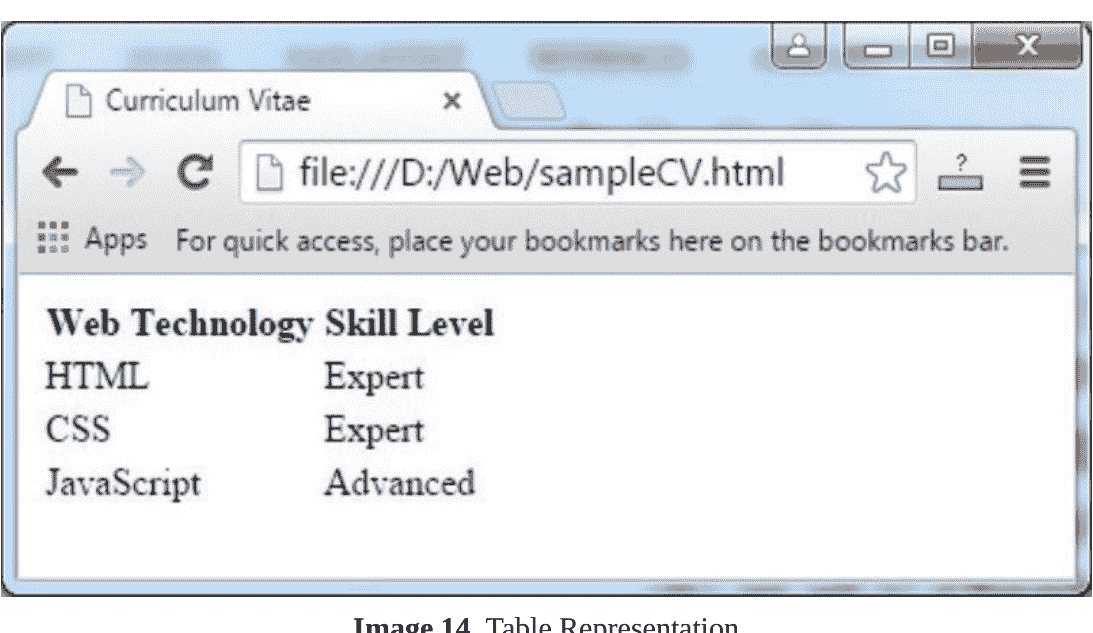 Curriculum Vitae
file:///D:/Web/sampleCV.html
?
Apps For quick access, place your bookmarks here on the bookmarks bar.
Web Technology Skill Level
HTML Expert
CSS Expert
JavaScript Advanced
Image 14. Table Representation